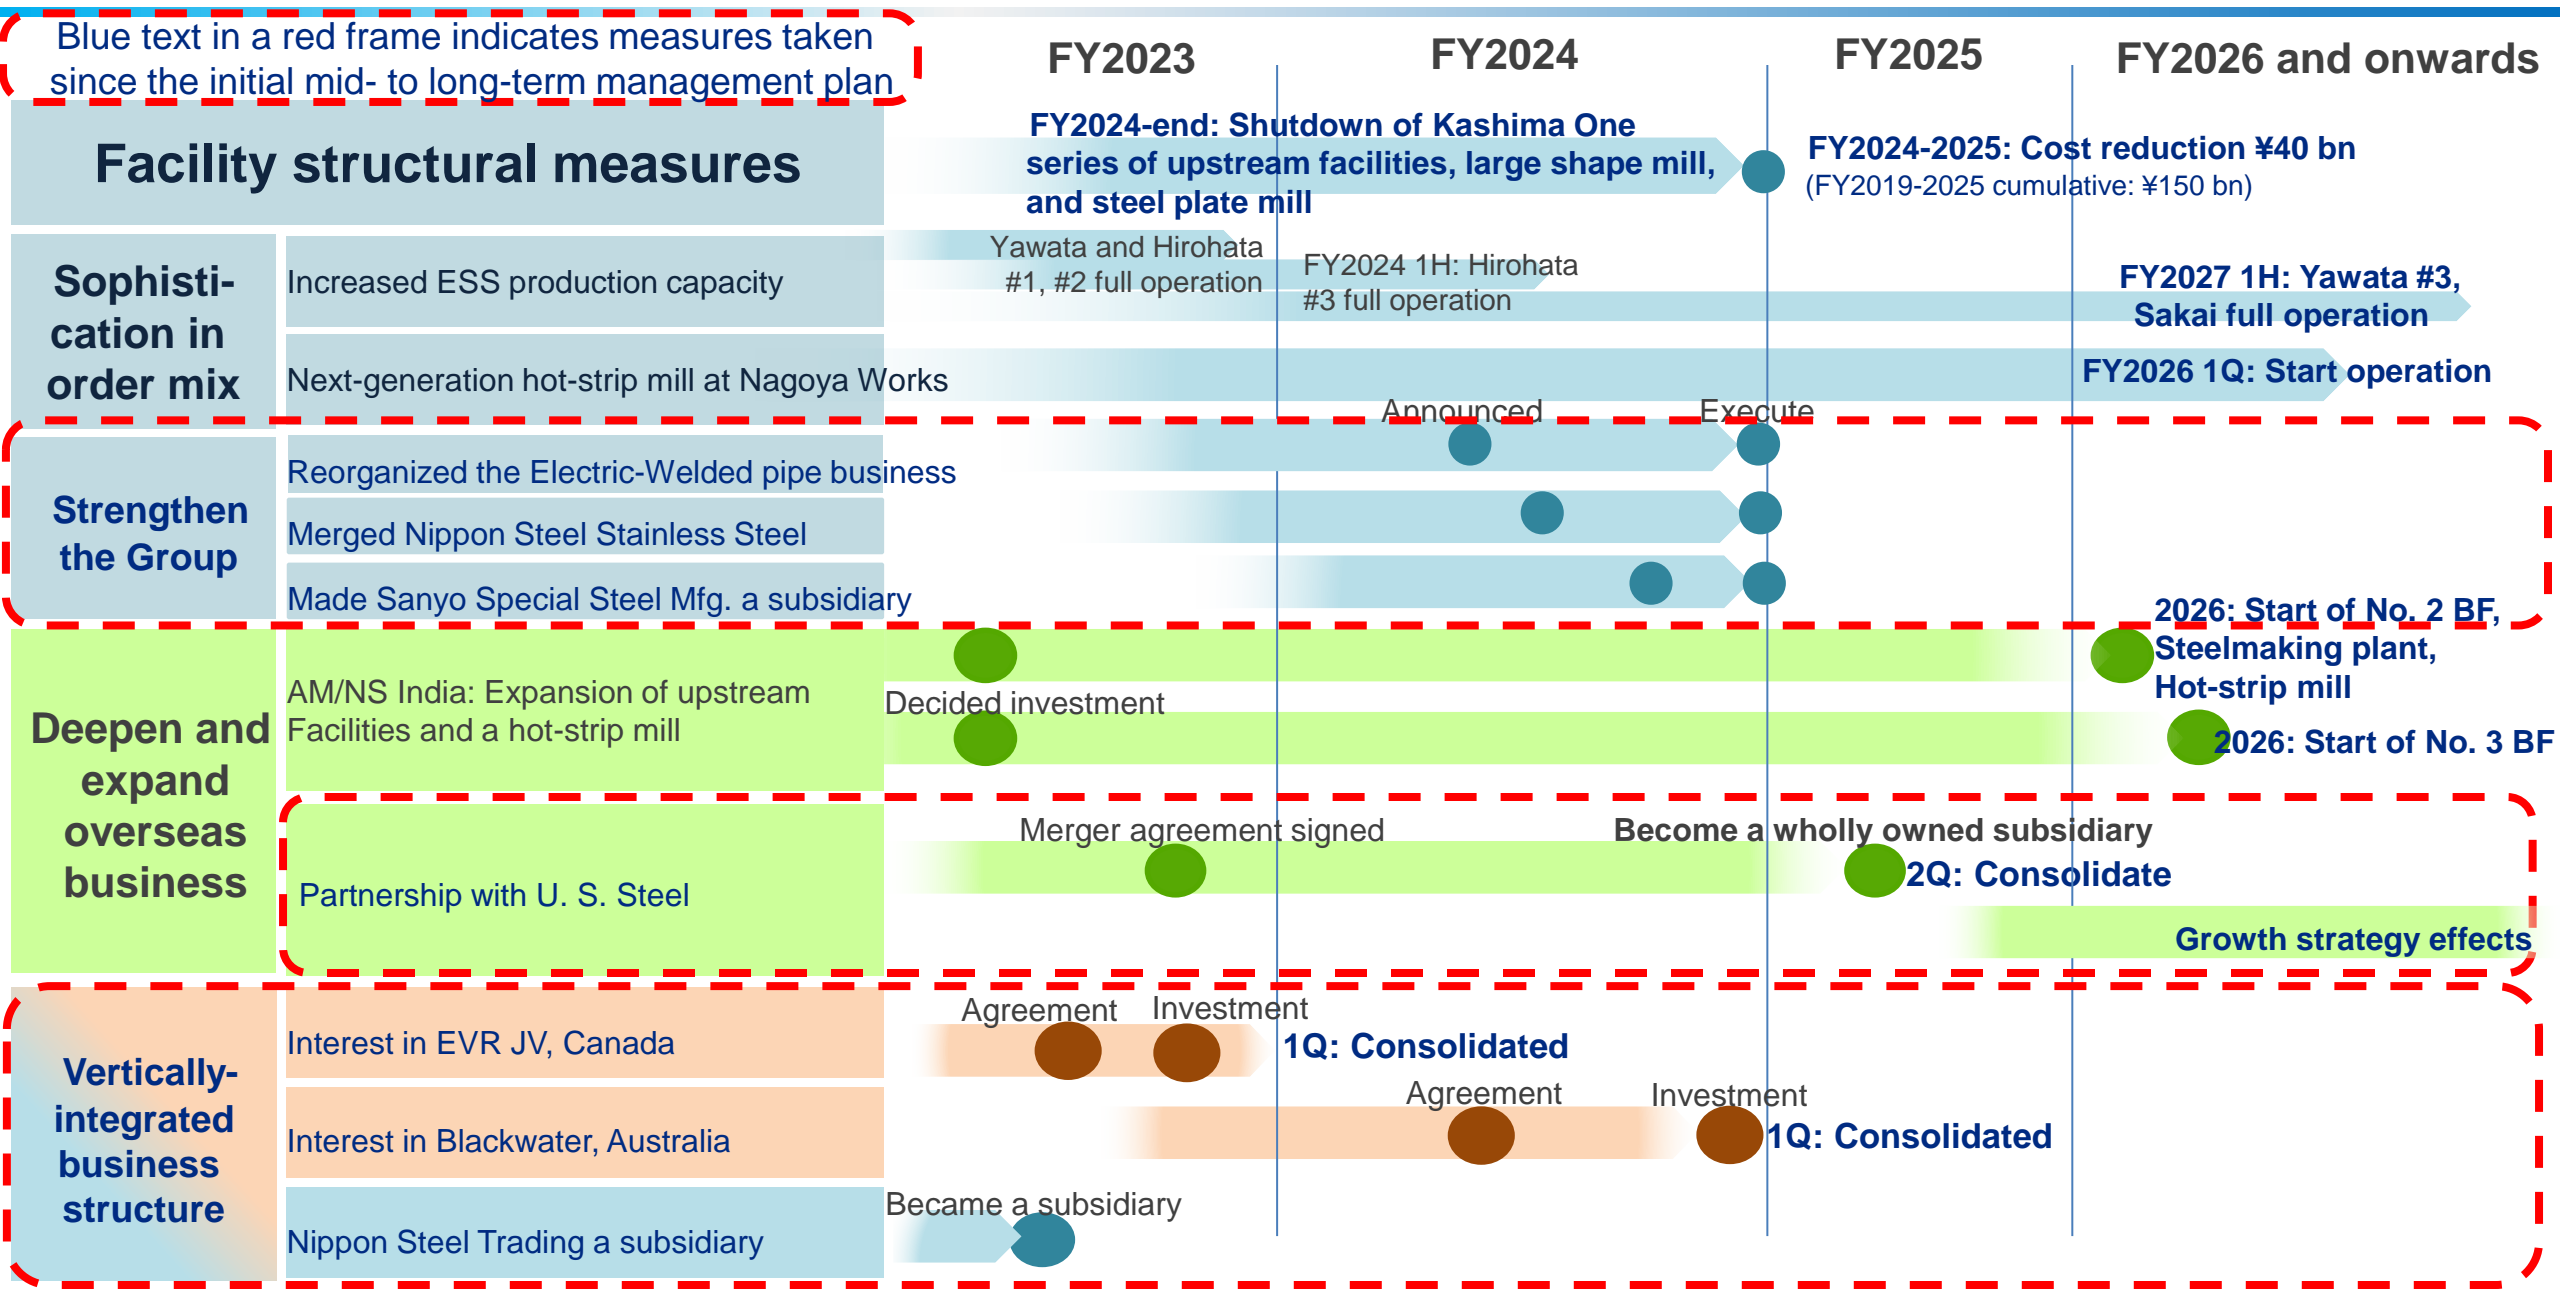 Blue text in a red frame indicates measures taken
since the initial mid- to long-term management plan
FY2023
FY2024
FY2025
FY2026 and onwards
Facility structural measures
FY2024-end: Shutdown of Kashima One
series of upstream facilities, large shape mill,
and steel plate mill
FY2024-2025: Cost reduction ¥40 bn
(FY2019-2025 cumulative: ¥150 bn)
Sophisti-
cation in
order mix
Increased ESS production capacity
Yawata and Hirohata
#1, #2 full operation
FY2024 1H: Hirohata
#3 full operation
FY2027 1H: Yawata #3,
Sakai full operation
Next-generation hot-strip mill at Nagoya Works
FY2026 1Q: Start operation
Strengthen
the Group
Announced
Execute
Reorganized the Electric-Welded pipe business
Merged Nippon Steel Stainless Steel
Made Sanyo Special Steel Mfg. a subsidiary
Deepen and
expand
overseas
business
AM/NS India: Expansion of upstream
Facilities and a hot-strip mill
Decided investment
2026: Start of No. 2 BF,
Steelmaking plant,
Hot-strip mill
2026: Start of No. 3 BF
Partnership with U. S. Steel
Merger agreement signed
Become a wholly owned subsidiary
2Q: Consolidate
Growth strategy effects
Vertically-
integrated
business
structure
Interest in EVR JV, Canada
Agreement
Investment
1Q: Consolidated
Interest in Blackwater, Australia
Agreement
Investment
1Q: Consolidated
Nippon Steel Trading a subsidiary
Became a subsidiary